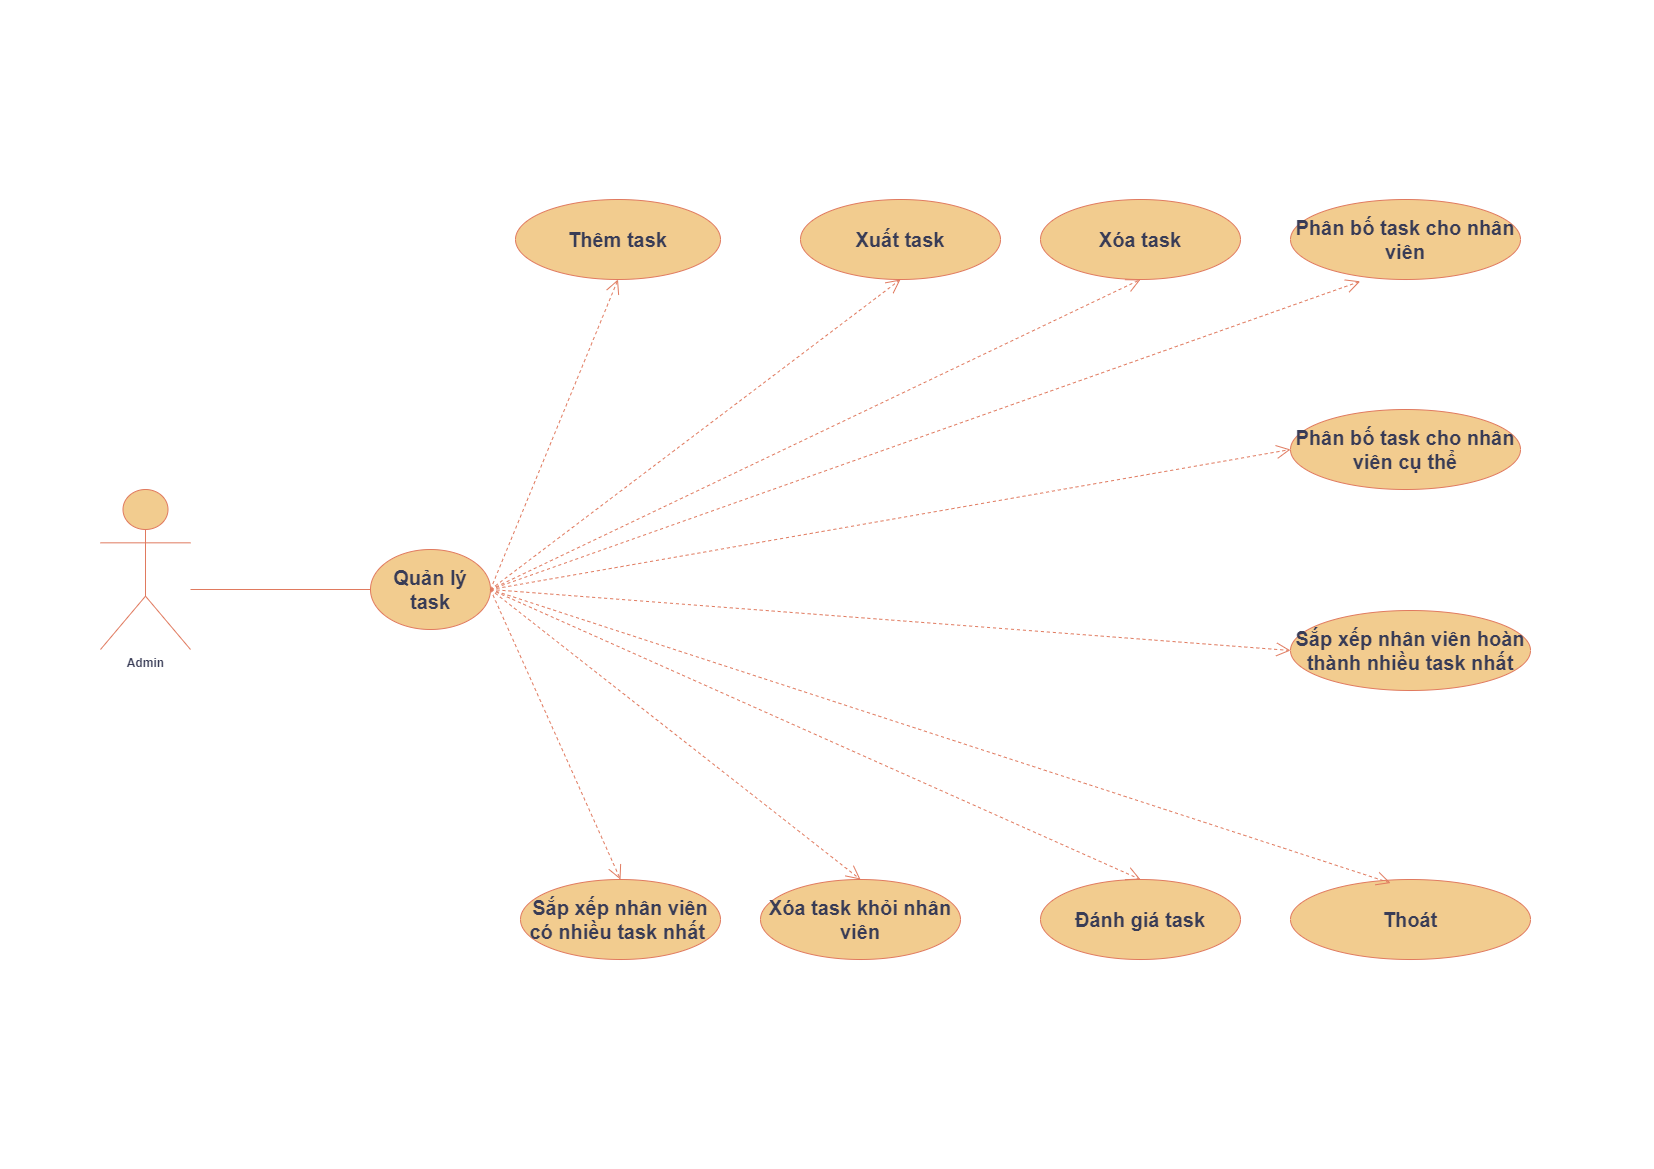 Thêm task
Xuất task
Xóa task
Phân bố task cho nhân
viên
Phân bố task cho nhân
viên cụ thể
Quản lý
task
Admin
Sắp xếp nhân viên hoàn
thành nhiều task nhất
Sắp xếp nhân viên
có nhiều task nhất
Xóa task khỏi nhân
viên
Đánh giá task
Thoát